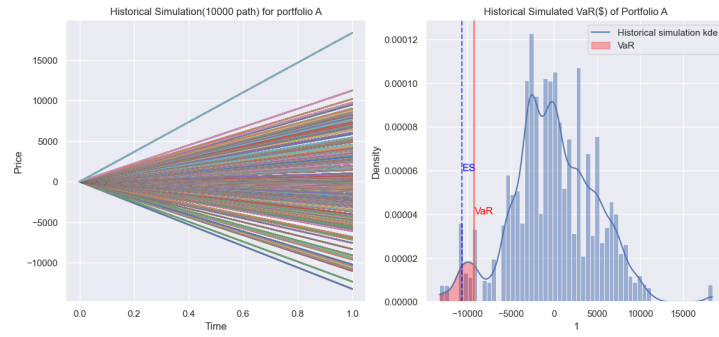 Historical Simulation(10000 path) for portfolio A
15000
10000
5000
0
−5000
−10000
Price
0.0 0.2 0.4 0.6 0.8 1.0
Time
Historical Simulated VaR($) of Portfolio A
Historical simulation kde
VaR
0.00012
0.00010
0.00008
0.00006
0.00004
0.00002
0.00000
Density
ES
VaR
−10000 −5000 0 5000 10000 15000
1